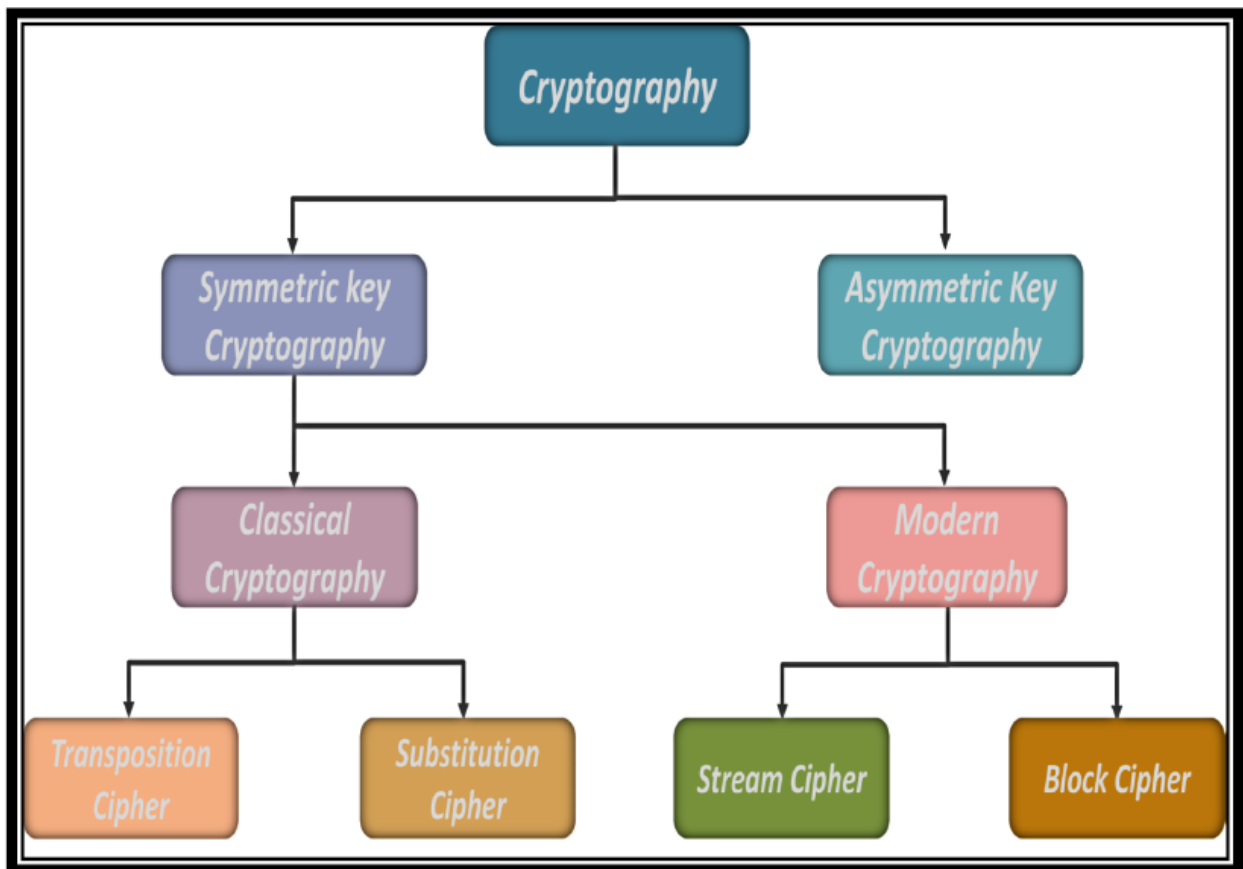 Cryptography
Symmetric key
Cryptography
Asymmetric Key
Cryptography
Classical
Cryptography
Modern
Cryptography
Transposition
Cipher
Substitution
Cipher
Stream Cipher
Block Cipher